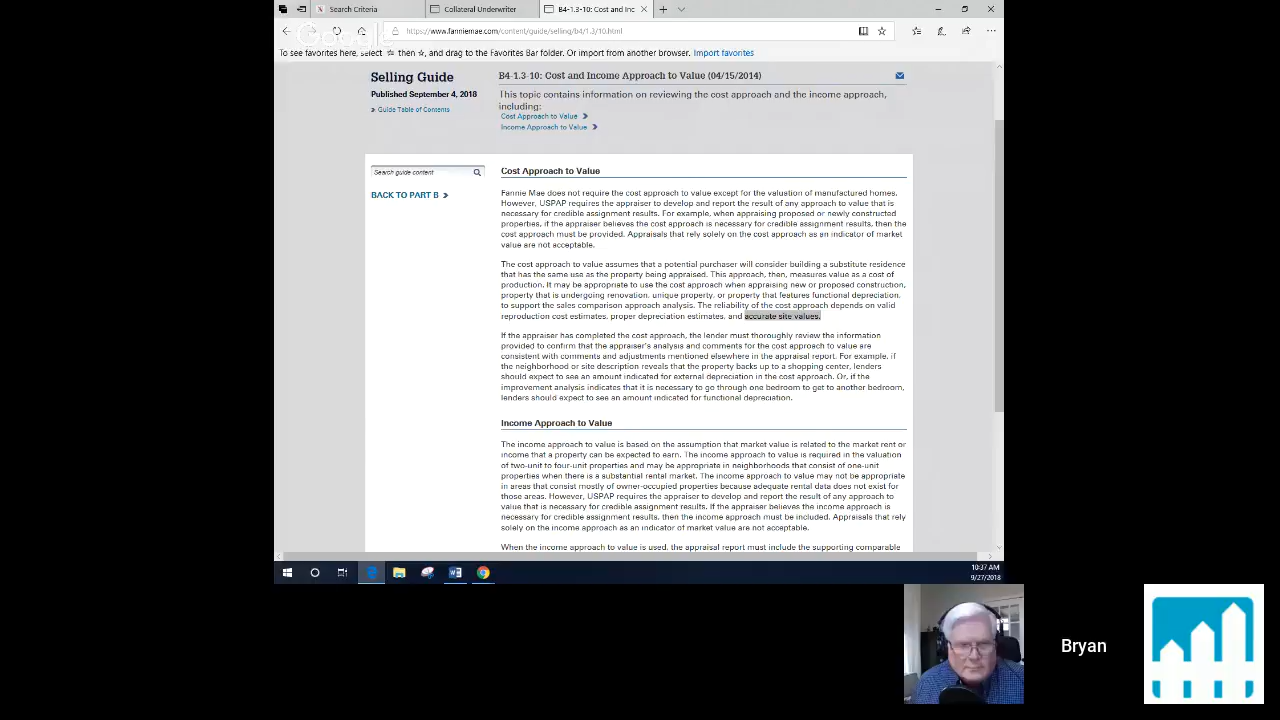 Search Criteria
Collateral Underwriter
B4-1.3-10: Cost and Inc
https://www.fanniemae.com/content/guide/selling/b4/1.3/10.html
Google
To see favorites here, select ☆ then ☆, and drag to the Favorites Bar folder. Or import from another browser. Import favorites
Selling Guide
Published September 4, 2018
Guide Table of Contents
B4-1.3-10: Cost and Income Approach to Value (04/15/2014)
This topic contains information on reviewing the cost approach and the income approach,
including:
Cost Approach to Value
Income Approach to Value
Search guide content
BACK TO PART B
Cost Approach to Value
Fannie Mae does not require the cost approach to value except for the valuation of manufactured homes.
However, USPAP requires the appraiser to develop and report the result of any approach to value that is
necessary for credible assignment results. For example, when appraising proposed or newly constructed
properties, if the appraiser believes the cost approach is necessary for credible assignment results, then the
cost approach must be provided. Appraisals that rely solely on the cost approach as an indicator of market
value are not acceptable.
The cost approach to value assumes that a potential purchaser will consider building a substitute residence
that has the same use as the property being appraised. This approach, then, measures value as a cost of
production. It may be appropriate to use the cost approach when appraising new or proposed construction,
property that is undergoing renovation, unique property, or property that features functional depreciation,
to support the sales comparison approach analysis. The reliability of the cost approach depends on valid
reproduction cost estimates, proper depreciation estimates, and accurate site values.
If the appraiser has completed the cost approach, the lender must thoroughly review the information
provided to confirm that the appraiser's analysis and comments for the cost approach to value are
consistent with comments and adjustments mentioned elsewhere in the appraisal report. For example, if
the neighborhood or site description reveals that the property backs up to a shopping center, lenders
should expect to see an amount indicated for external depreciation in the cost approach. Or, if the
improvement analysis indicates that it is necessary to go through one bedroom to get to another bedroom,
lenders should expect to see an amount indicated for functional depreciation.
Income Approach to Value
The income approach to value is based on the assumption that market value is related to the market rent or
income that a property can be expected to earn. The income approach to value is required in the valuation
of two-unit to four-unit properties and may be appropriate in neighborhoods that consist of one-unit
properties when there is a substantial rental market. The income approach to value may not be appropriate
in areas that consist mostly of owner-occupied properties because adequate rental data does not exist for
those areas. However, USPAP requires the appraiser to develop and report the result of any approach to
value that is necessary for credible assignment results. If the appraiser believes the income approach is
necessary for credible assignment results, then the income approach must be included. Appraisals that rely
solely on the income approach as an indicator of market value are not acceptable.
When the income approach to value is used, the appraisal report must include the supporting comparable
10:37 AM
9/27/2018
Bryan